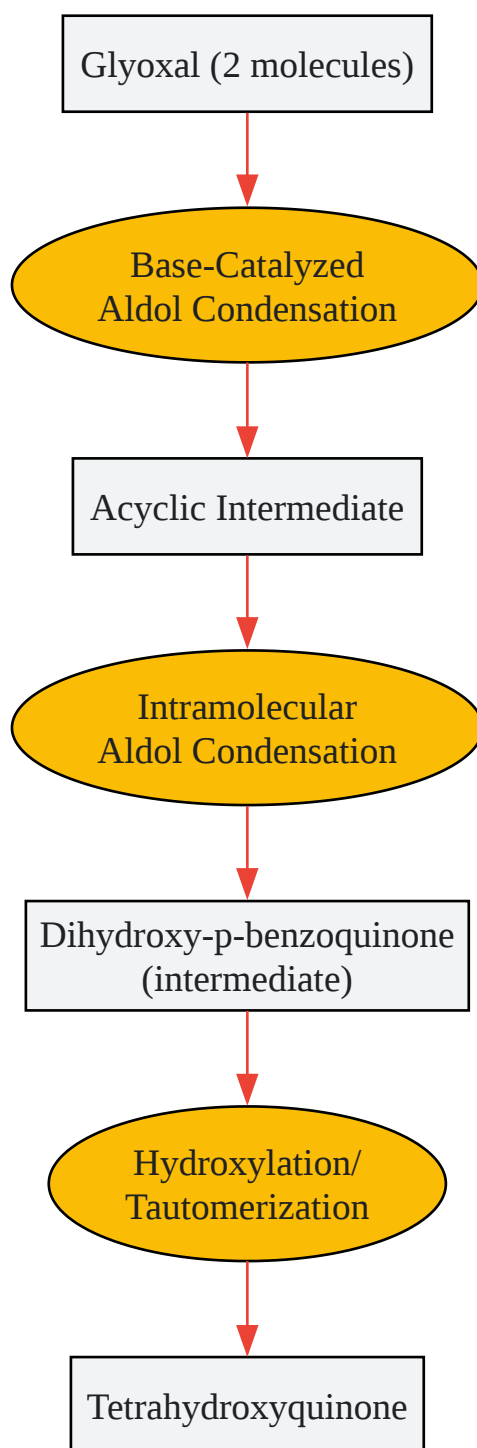 Glyoxal (2 molecules)
Base-Catalyzed
Aldol Condensation
Acyclic Intermediate
Intramolecular
Aldol Condensation
Dihydroxy-p-benzoquinone
(intermediate)
Hydroxylation/
Tautomerization
Tetrahydroxyquinone